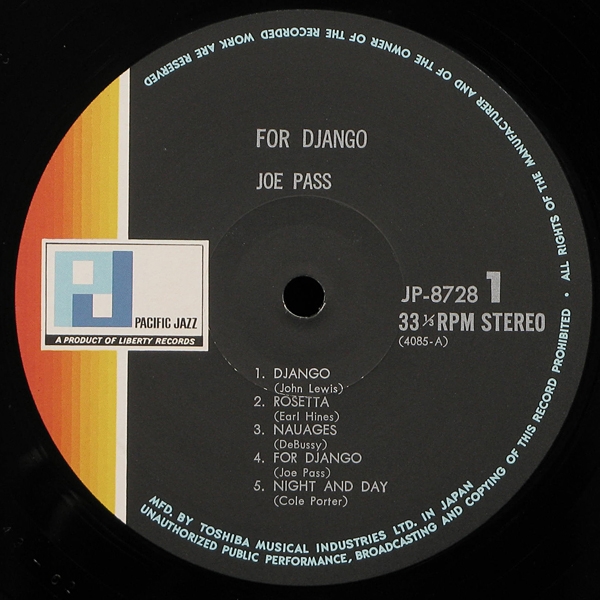 FOR DJANGO
JOE PASS
PJ
PACIFIC JAZZ
A PRODUCT OF LIBERTY RECORDS
JP-8728 1
33 1/3 RPM STEREO
(4085-A)
1. DJANGO
(John Lewis)
2. ROSETTA
(Earl Hines)
3. NAUAGES
(DeBussy)
4. FOR DJANGO
(Joe Pass)
5. NIGHT AND DAY
(Cole Porter)
MFD. BY TOSHIBA MUSICAL INDUSTRIES LTD. IN JAPAN
UNAUTHORIZED PUBLIC PERFORMANCE, BROADCASTING AND COPYING OF THIS RECORD PROHIBITED • ALL RIGHTS OF THE MANUFACTURER AND OF THE OWNER OF THE RECORDED WORK ARE RESERVED